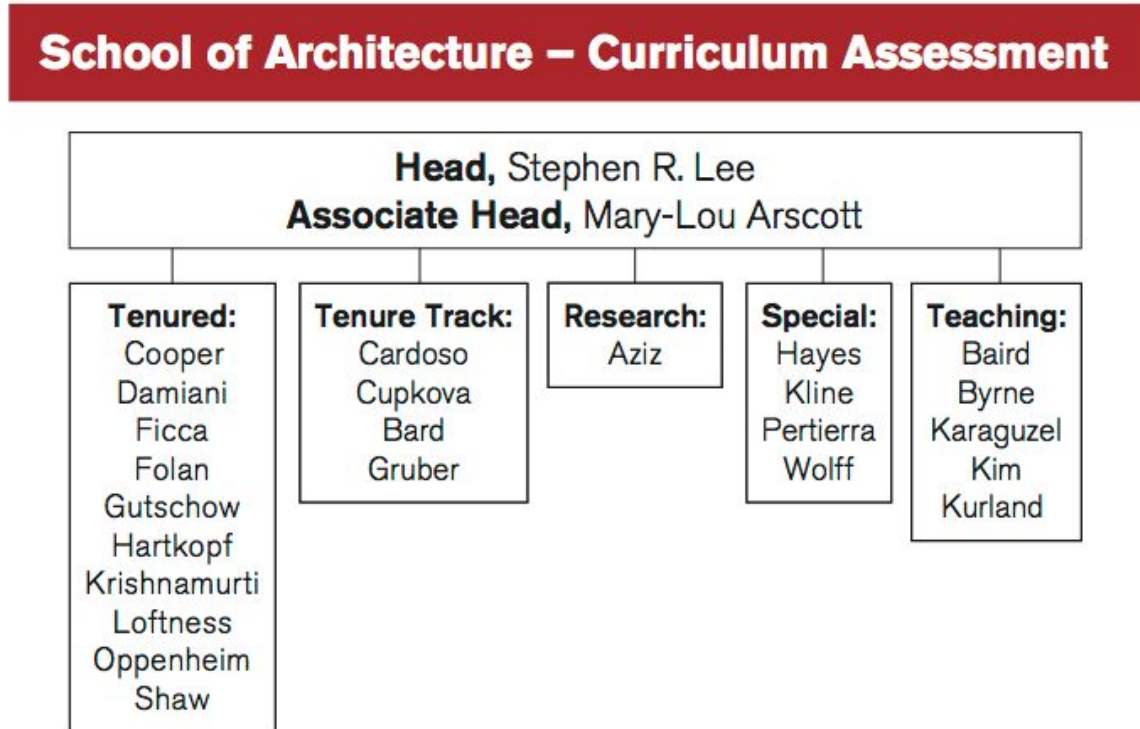 School of Architecture – Curriculum Assessment
Head, Stephen R. Lee
Associate Head, Mary-Lou Arscott
Tenured:
Cooper
Damiani
Ficca
Folan
Gutschow
Hartkopf
Krishnamurti
Loftness
Oppenheim
Shaw
Tenure Track:
Cardoso
Cupkova
Bard
Gruber
Research:
Aziz
Special:
Hayes
Kline
Pertierra
Wolff
Teaching:
Baird
Byrne
Karaguzel
Kim
Kurland